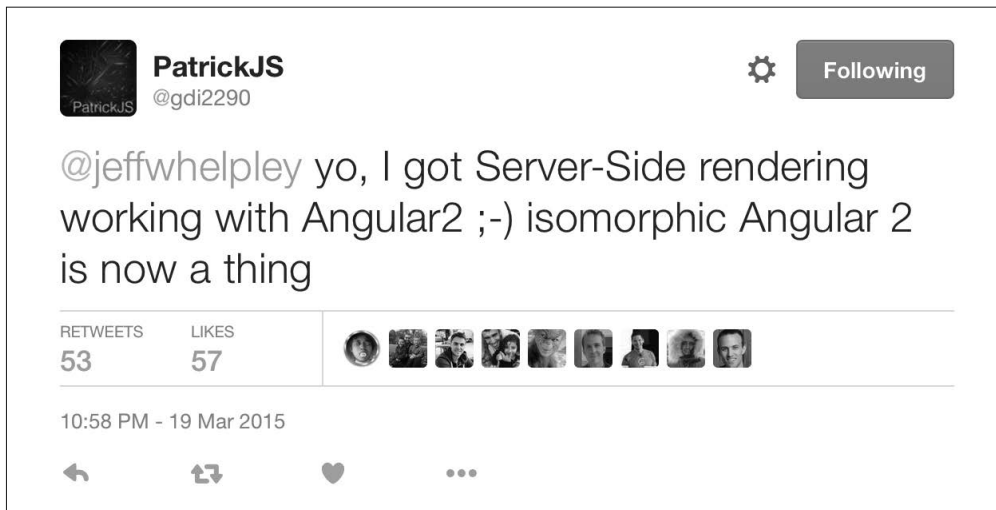 PatrickJS
PatrickJS
@gdi2290
Following
@jeffwhelpley yo, I got Server-Side rendering
working with Angular2 ;-) isomorphic Angular 2
is now a thing
RETWEETS LIKES
53 57
10:58 PM - 19 Mar 2015